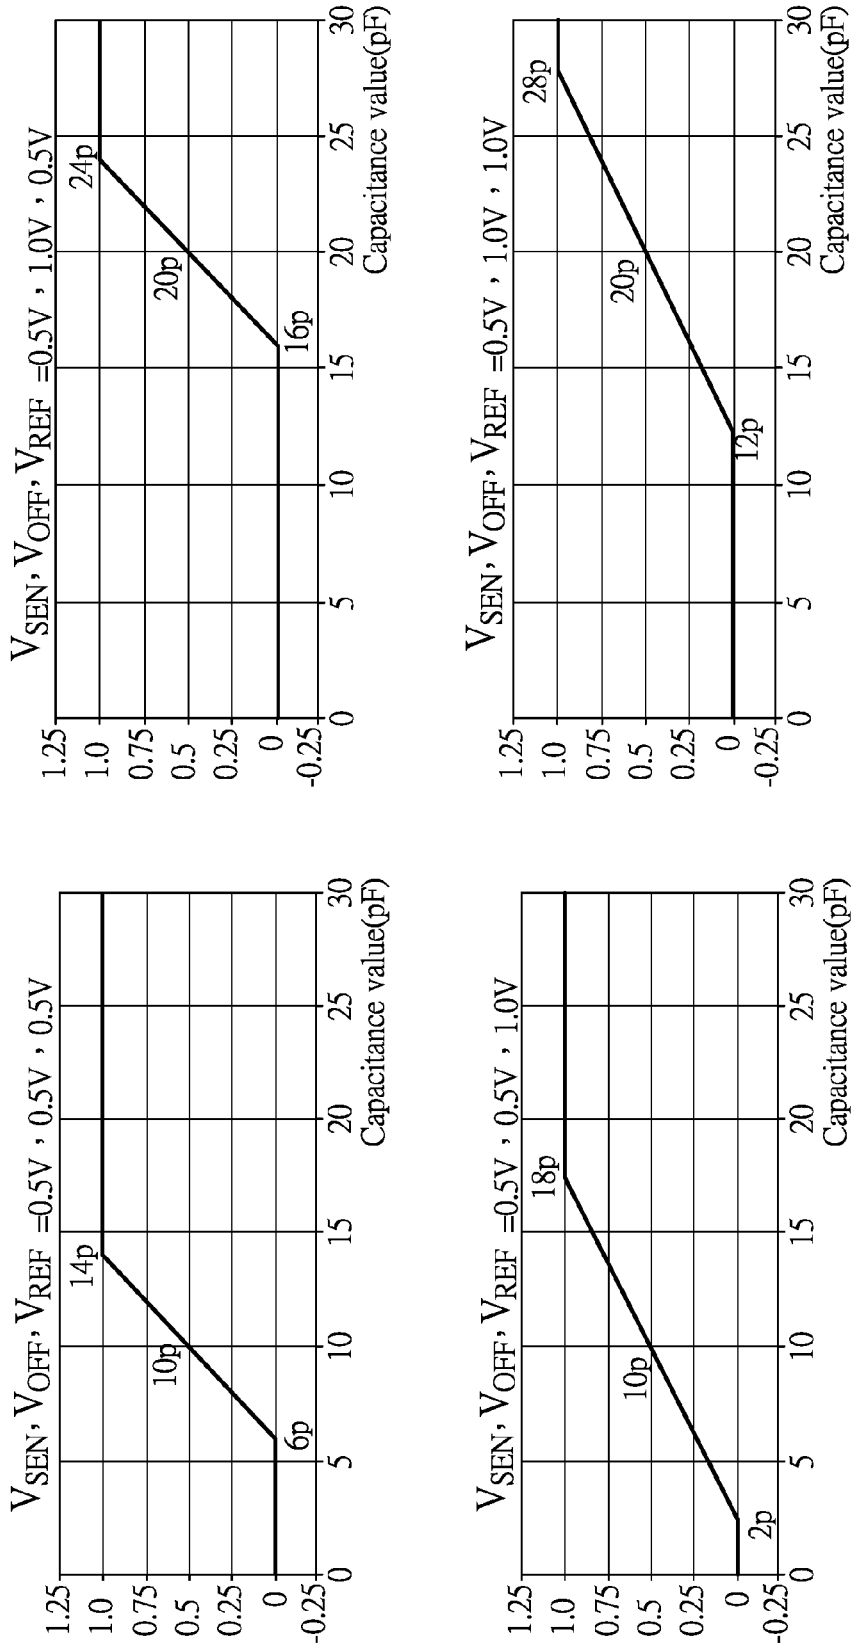 V_SEN, V_OFF, V_REF =0.5V , 0.5V , 0.5V
1.25
1.0
0.75
0.5
0.25
0
-0.25
14p
10p
6p
0
5
10
15
20
25
30
Capacitance value(pF)
V_SEN, V_OFF, V_REF =0.5V , 1.0V , 0.5V
1.25
1.0
0.75
0.5
0.25
0
-0.25
24p
20p
16p
0
5
10
15
20
25
30
Capacitance value(pF)
V_SEN, V_OFF, V_REF =0.5V , 0.5V , 1.0V
1.25
1.0
0.75
0.5
0.25
0
-0.25
18p
10p
2p
0
5
10
15
20
25
30
Capacitance value(pF)
V_SEN, V_OFF, V_REF =0.5V , 1.0V , 1.0V
1.25
1.0
0.75
0.5
0.25
0
-0.25
28p
20p
12p
0
5
10
15
20
25
30
Capacitance value(pF)